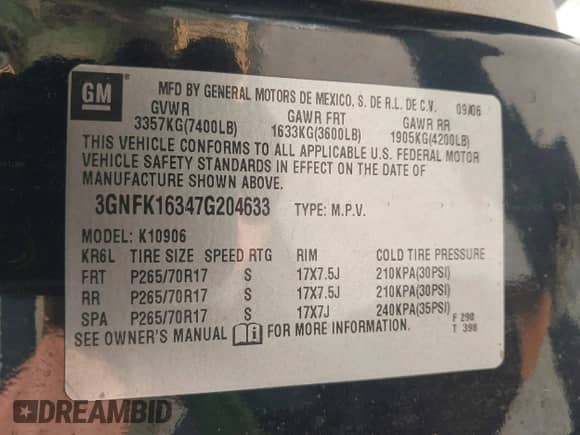 GM
MFD BY GENERAL MOTORS DE MEXICO, S. DE R.L. DE C.V. 09/06
GVWR GAWR FRT GAWR RR
3357KG(7400LB) 1633KG(3600LB) 1905KG(4200LB)
THIS VEHICLE CONFORMS TO ALL APPLICABLE U.S. FEDERAL MOTOR
VEHICLE SAFETY STANDARDS IN EFFECT ON THE DATE OF
MANUFACTURE SHOWN ABOVE.
3GNFK16347G204633 TYPE: M.P.V.
MODEL: K10906
KR6L TIRE SIZE SPEED RTG RIM COLD TIRE PRESSURE
FRT P265/70R17 S 17X7.5J 210KPA(30PSI)
RR P265/70R17 S 17X7.5J 210KPA(30PSI)
SPA P265/70R17 S 17X7J 240KPA(35PSI)
F 290
T 398
SEE OWNER'S MANUAL FOR MORE INFORMATION.
DREAMBID